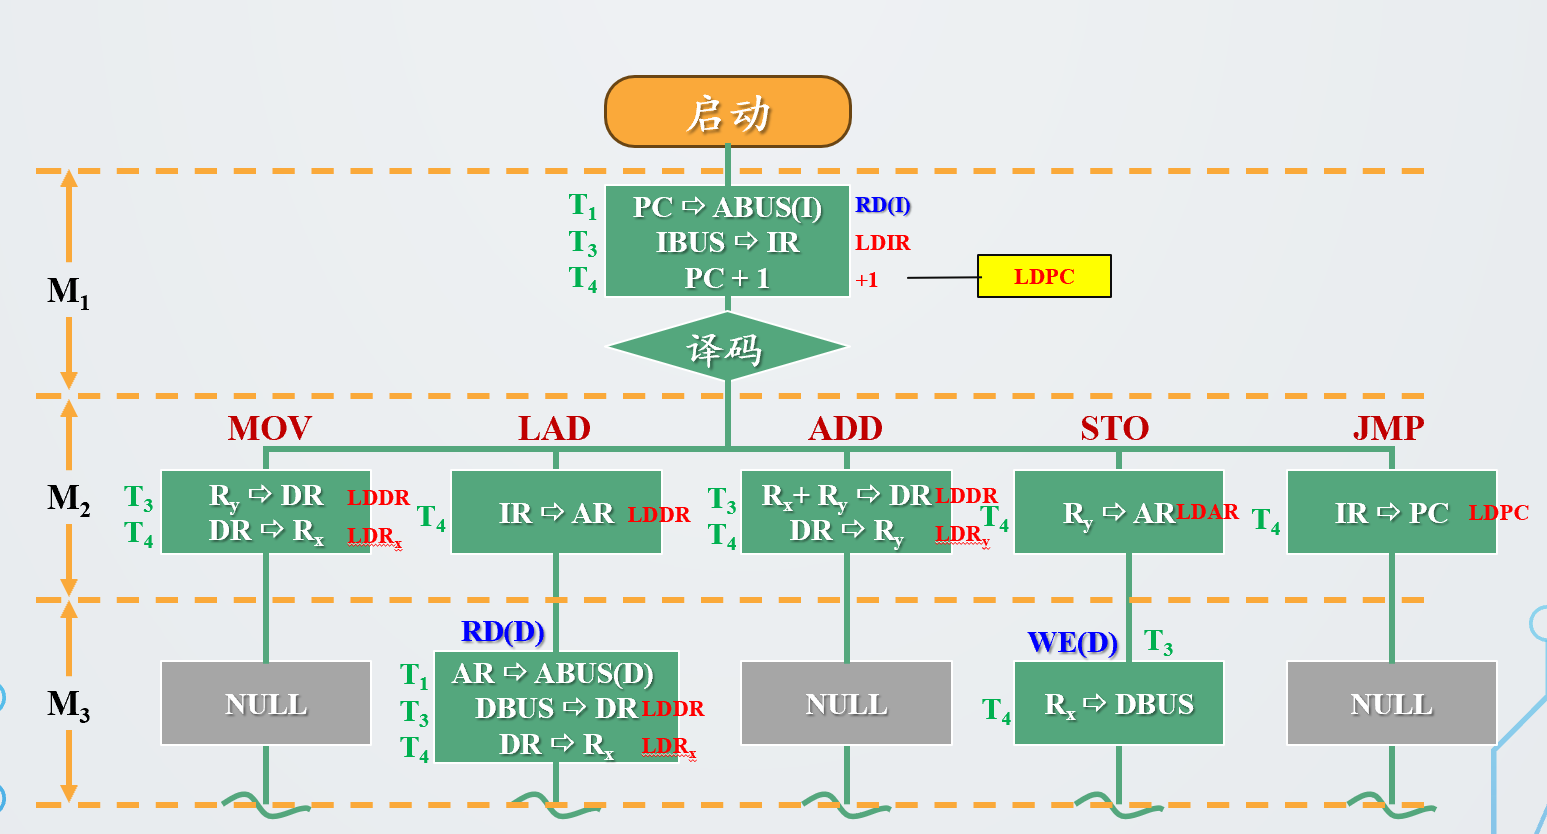 启动
T1 PC ⇨ ABUS(I) RD(I)
T3 IBUS ⇨ IR LDIR
T4 PC + 1 +1 LDPC
M1
译码
MOV LAD ADD STO JMP
M2
T3 Ry ⇨ DR LDDR
T4 DR ⇨ Rx LDRx
T4 IR ⇨ AR LDDR
T3 Rx+ Ry ⇨ DR LDDR
T4 DR ⇨ Ry LDRy
T4 Ry ⇨ AR LDAR
T4 IR ⇨ PC LDPC
M3
NULL
RD(D)
T1 AR ⇨ ABUS(D)
T3 DBUS ⇨ DR LDDR
T4 DR ⇨ Rx LDRx
NULL
WE(D) T3
T4 Rx ⇨ DBUS
NULL